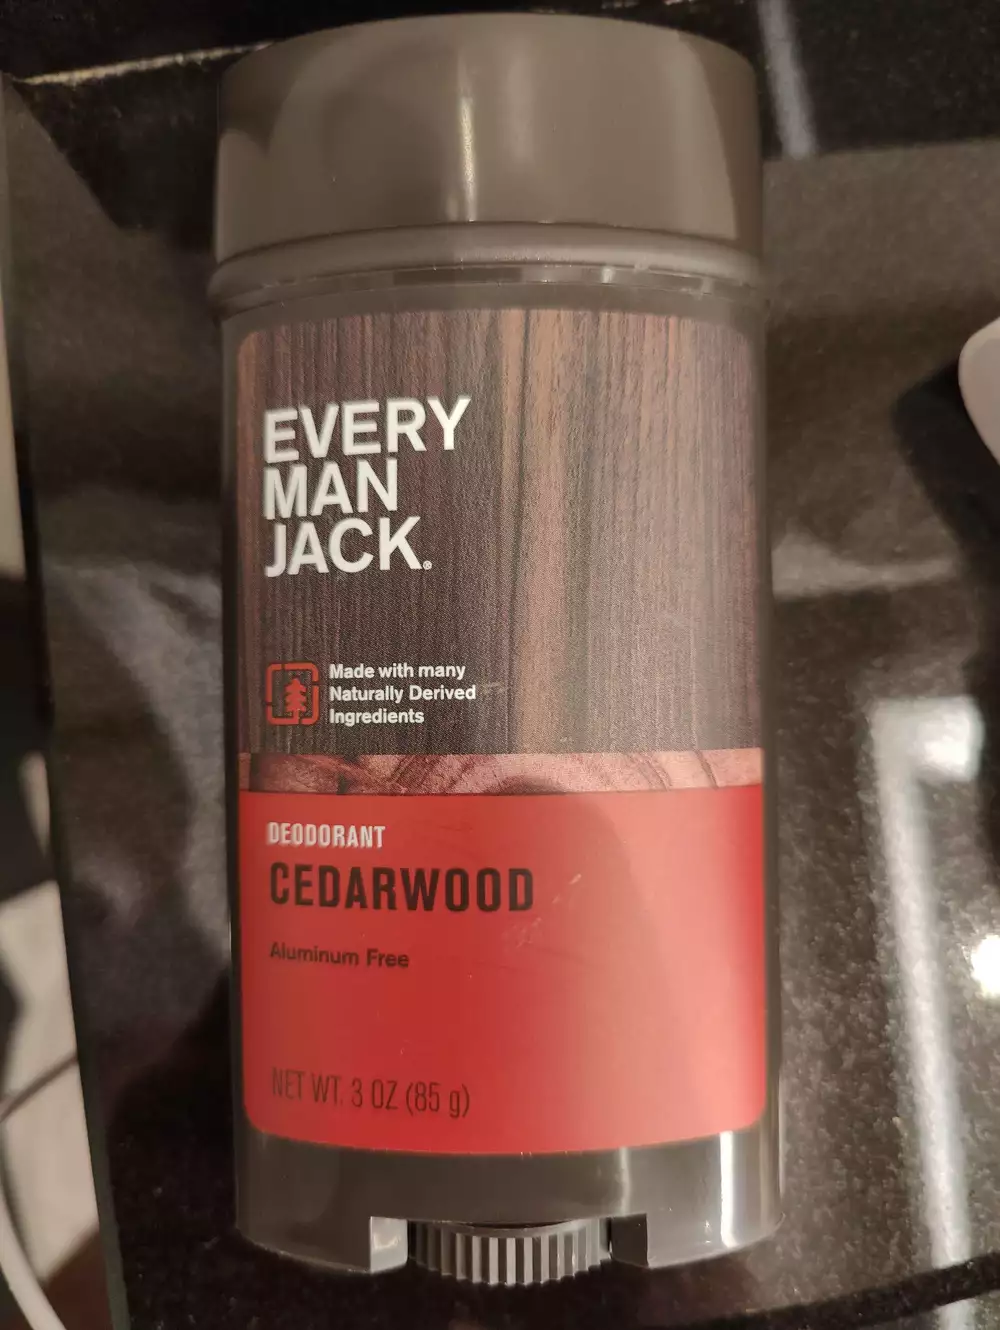 EVERY
MAN
JACK®
Made with many
Naturally Derived
Ingredients
DEODORANT
CEDARWOOD
Aluminum Free
NET WT. 3 OZ (85 g)